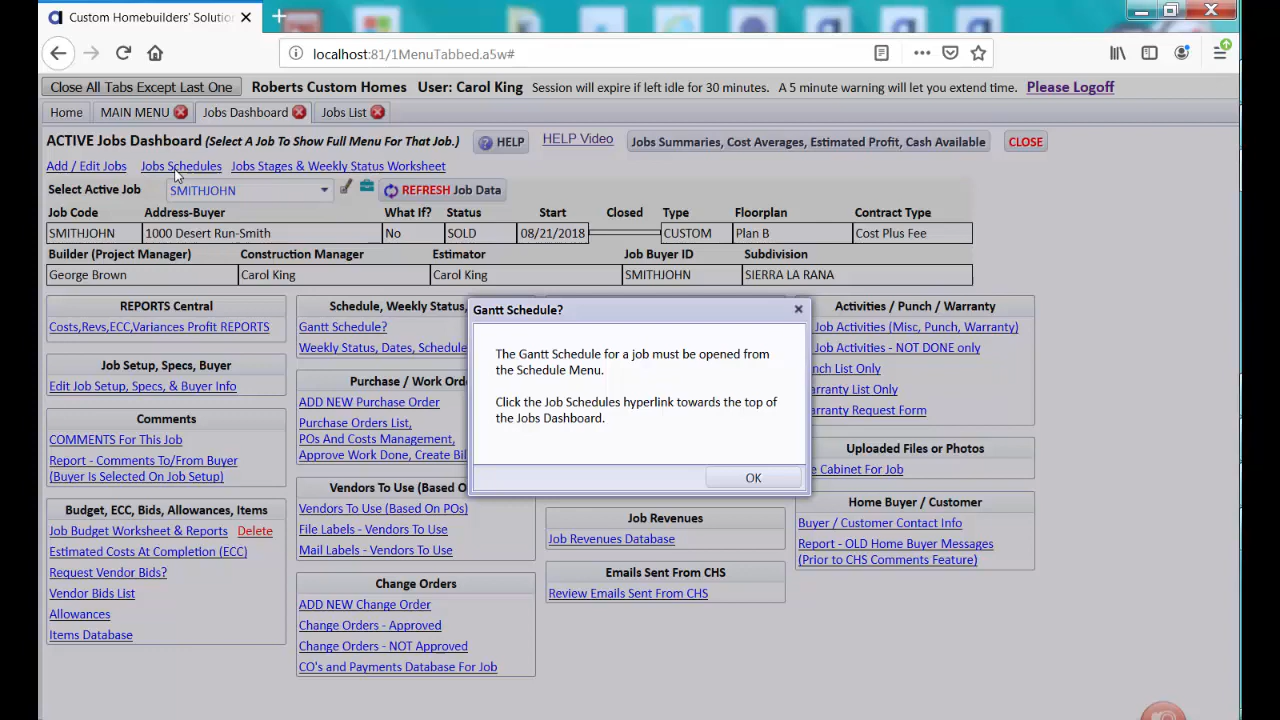 Custom Homebuilders' Solution
localhost:81/1MenuTabbed.a5w#
Close All Tabs Except Last One Roberts Custom Homes User: Carol King Session will expire if left idle for 30 minutes. A 5 minute warning will let you extend time. Please Logoff
Home MAIN MENU Jobs Dashboard Jobs List
ACTIVE Jobs Dashboard (Select A Job To Show Full Menu For That Job.) HELP HELP Video Jobs Summaries, Cost Averages, Estimated Profit, Cash Available CLOSE
Add / Edit Jobs Jobs Schedules Jobs Stages & Weekly Status Worksheet
Select Active Job SMITHJOHN REFRESH Job Data
Job Code Address-Buyer What If? Status Start Closed Type Floorplan Contract Type
SMITHJOHN 1000 Desert Run-Smith No SOLD 08/21/2018 CUSTOM Plan B Cost Plus Fee
Builder (Project Manager) Construction Manager Estimator Job Buyer ID Subdivision
George Brown Carol King Carol King SMITHJOHN SIERRA LA RANA
REPORTS Central
Costs,Revs,ECC,Variances Profit REPORTS
Job Setup, Specs, Buyer
Edit Job Setup, Specs, & Buyer Info
Comments
COMMENTS For This Job
Report - Comments To/From Buyer
(Buyer Is Selected On Job Setup)
Budget, ECC, Bids, Allowances, Items
Job Budget Worksheet & Reports Delete
Estimated Costs At Completion (ECC)
Request Vendor Bids?
Vendor Bids List
Allowances
Items Database
Schedule, Weekly Status,
Gantt Schedule?
Weekly Status, Dates, Schedule
Purchase / Work Ord
ADD NEW Purchase Order
Purchase Orders List,
POs And Costs Management,
Approve Work Done, Create Bil
Vendors To Use (Based O
Vendors To Use (Based On POs)
File Labels - Vendors To Use
Mail Labels - Vendors To Use
Change Orders
ADD NEW Change Order
Change Orders - Approved
Change Orders - NOT Approved
CO's and Payments Database For Job
Gantt Schedule?
The Gantt Schedule for a job must be opened from
the Schedule Menu.
Click the Job Schedules hyperlink towards the top of
the Jobs Dashboard.
OK
Job Revenues
Job Revenues Database
Emails Sent From CHS
Review Emails Sent From CHS
Activities / Punch / Warranty
Job Activities (Misc, Punch, Warranty)
Job Activities - NOT DONE only
nch List Only
arranty List Only
arranty Request Form
Uploaded Files or Photos
e Cabinet For Job
Home Buyer / Customer
Buyer / Customer Contact Info
Report - OLD Home Buyer Messages
(Prior to CHS Comments Feature)